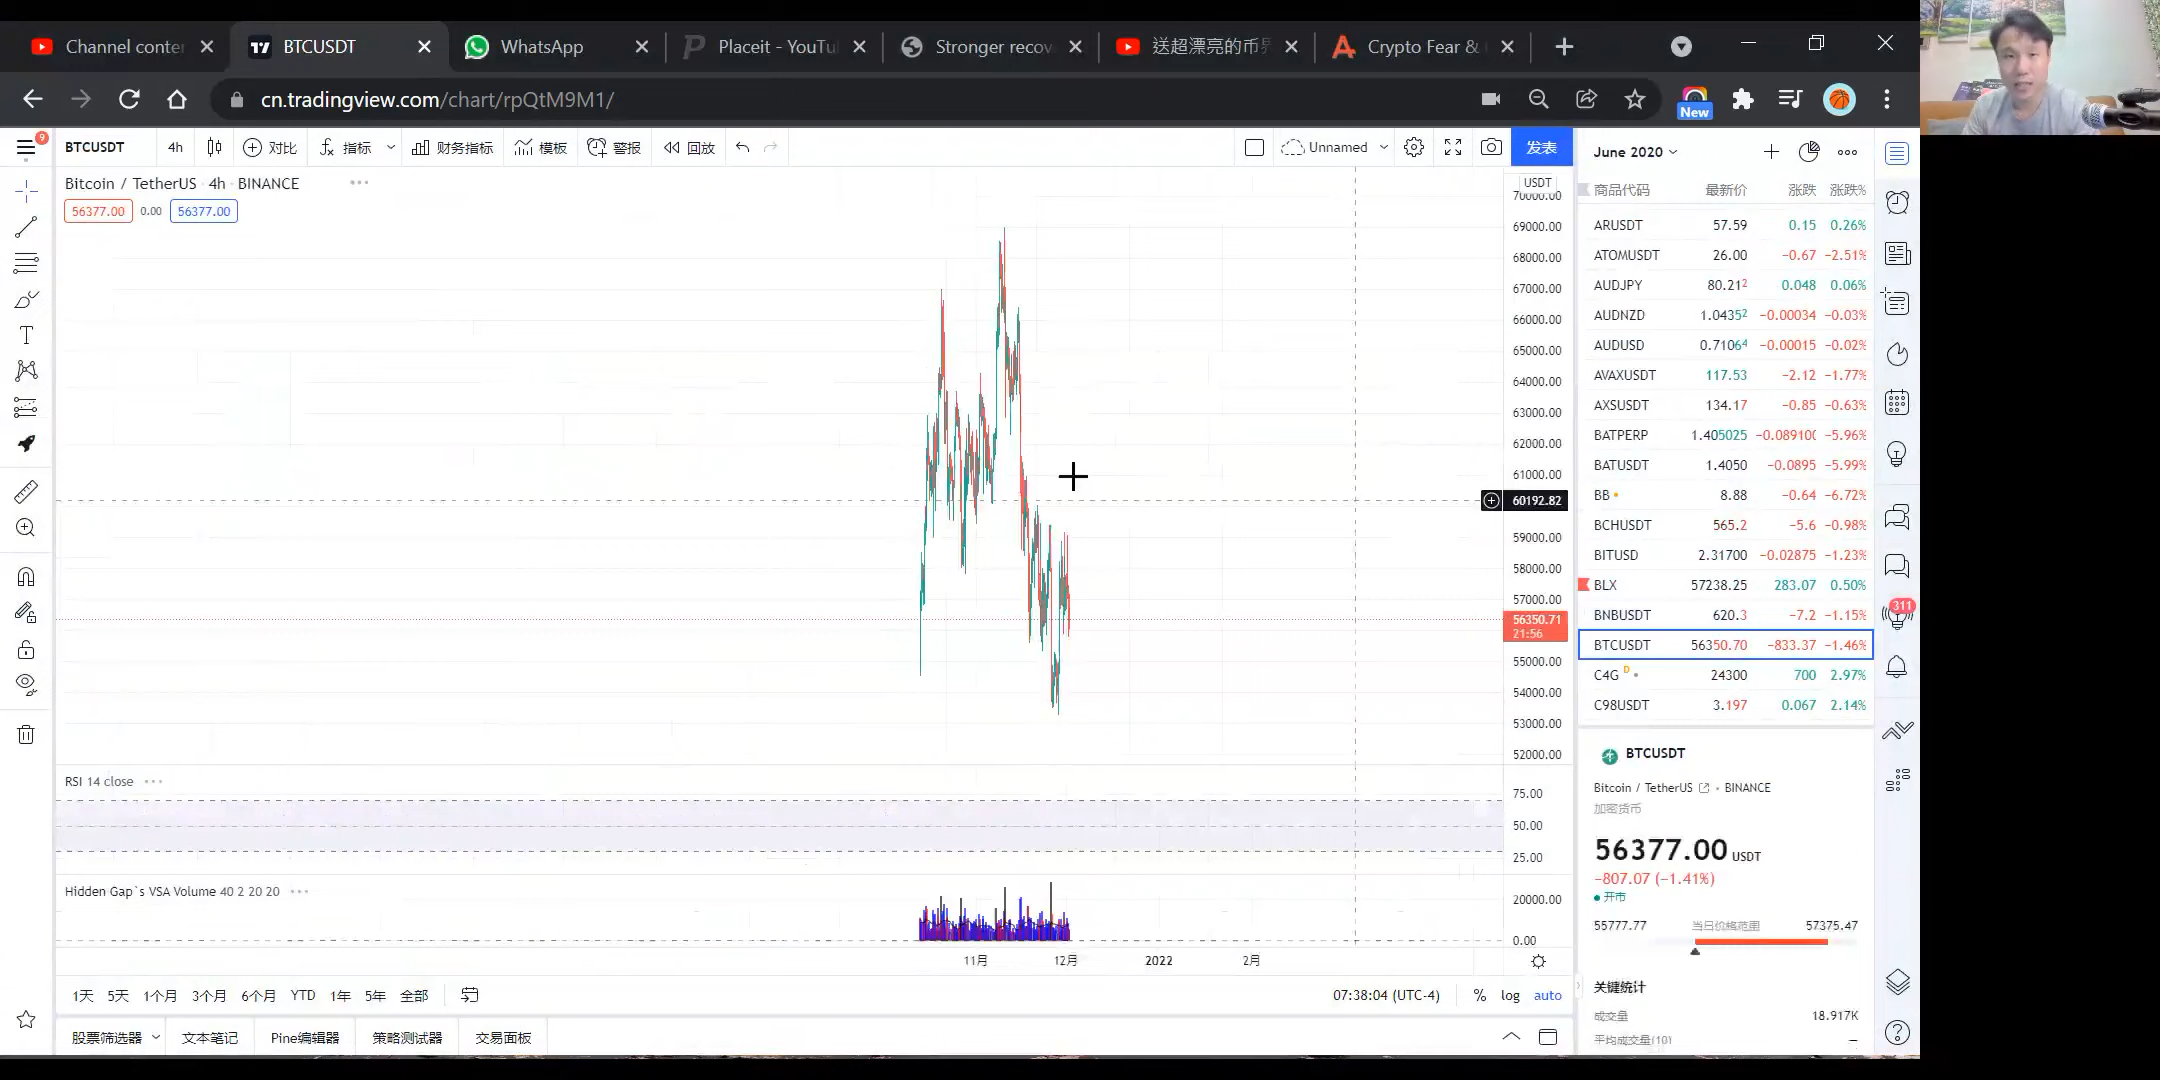 Channel conter
BTCUSDT
WhatsApp
Placeit - YouTu
Stronger recov
送超漂亮的币界
Crypto Fear &
cn.tradingview.com/chart/rpQtM9M1/
New
9
BTCUSDT 4h 对比 指标 财务指标 模板 警报 回放 Unnamed 发表
Bitcoin / TetherUS · 4h · BINANCE
56377.00 0.00 56377.00
USDT
70000.00
69000.00
68000.00
67000.00
66000.00
65000.00
64000.00
63000.00
62000.00
61000.00
60192.82
59000.00
58000.00
57000.00
56350.71
21:56
55000.00
54000.00
53000.00
52000.00
RSI 14 close
75.00
50.00
25.00
Hidden Gap`s VSA Volume 40 2 20 20
20000.00
0.00
11月 12月 2022 2月
1天 5天 1个月 3个月 6个月 YTD 1年 5年 全部
07:38:04 (UTC-4) % log auto
股票筛选器 文本笔记 Pine编辑器 策略测试器 交易面板
June 2020
商品代码 最新价 涨跌 涨跌%
ARUSDT 57.59 0.15 0.26%
ATOMUSDT 26.00 −0.67 −2.51%
AUDJPY 80.212 0.048 0.06%
AUDNZD 1.04352 −0.00034 −0.03%
AUDUSD 0.71064 −0.00015 −0.02%
AVAXUSDT 117.53 −2.12 −1.77%
AXSUSDT 134.17 −0.85 −0.63%
BATPERP 1.405025 −0.089100 −5.96%
BATUSDT 1.4050 −0.0895 −5.99%
BB 8.88 −0.64 −6.72%
BCHUSDT 565.2 −5.6 −0.98%
BITUSD 2.31700 −0.02875 −1.23%
BLX 57238.25 283.07 0.50%
BNBUSDT 620.3 −7.2 −1.15%
BTCUSDT 56350.70 −833.37 −1.46%
C4G D 24300 700 2.97%
C98USDT 3.197 0.067 2.14%
311
BTCUSDT
Bitcoin / TetherUS · BINANCE
加密货币
56377.00 USDT
−807.07 (−1.41%)
开市
55777.77 当日价格范围 57375.47
关键统计
成交量 18.917K
平均成交量(10) —